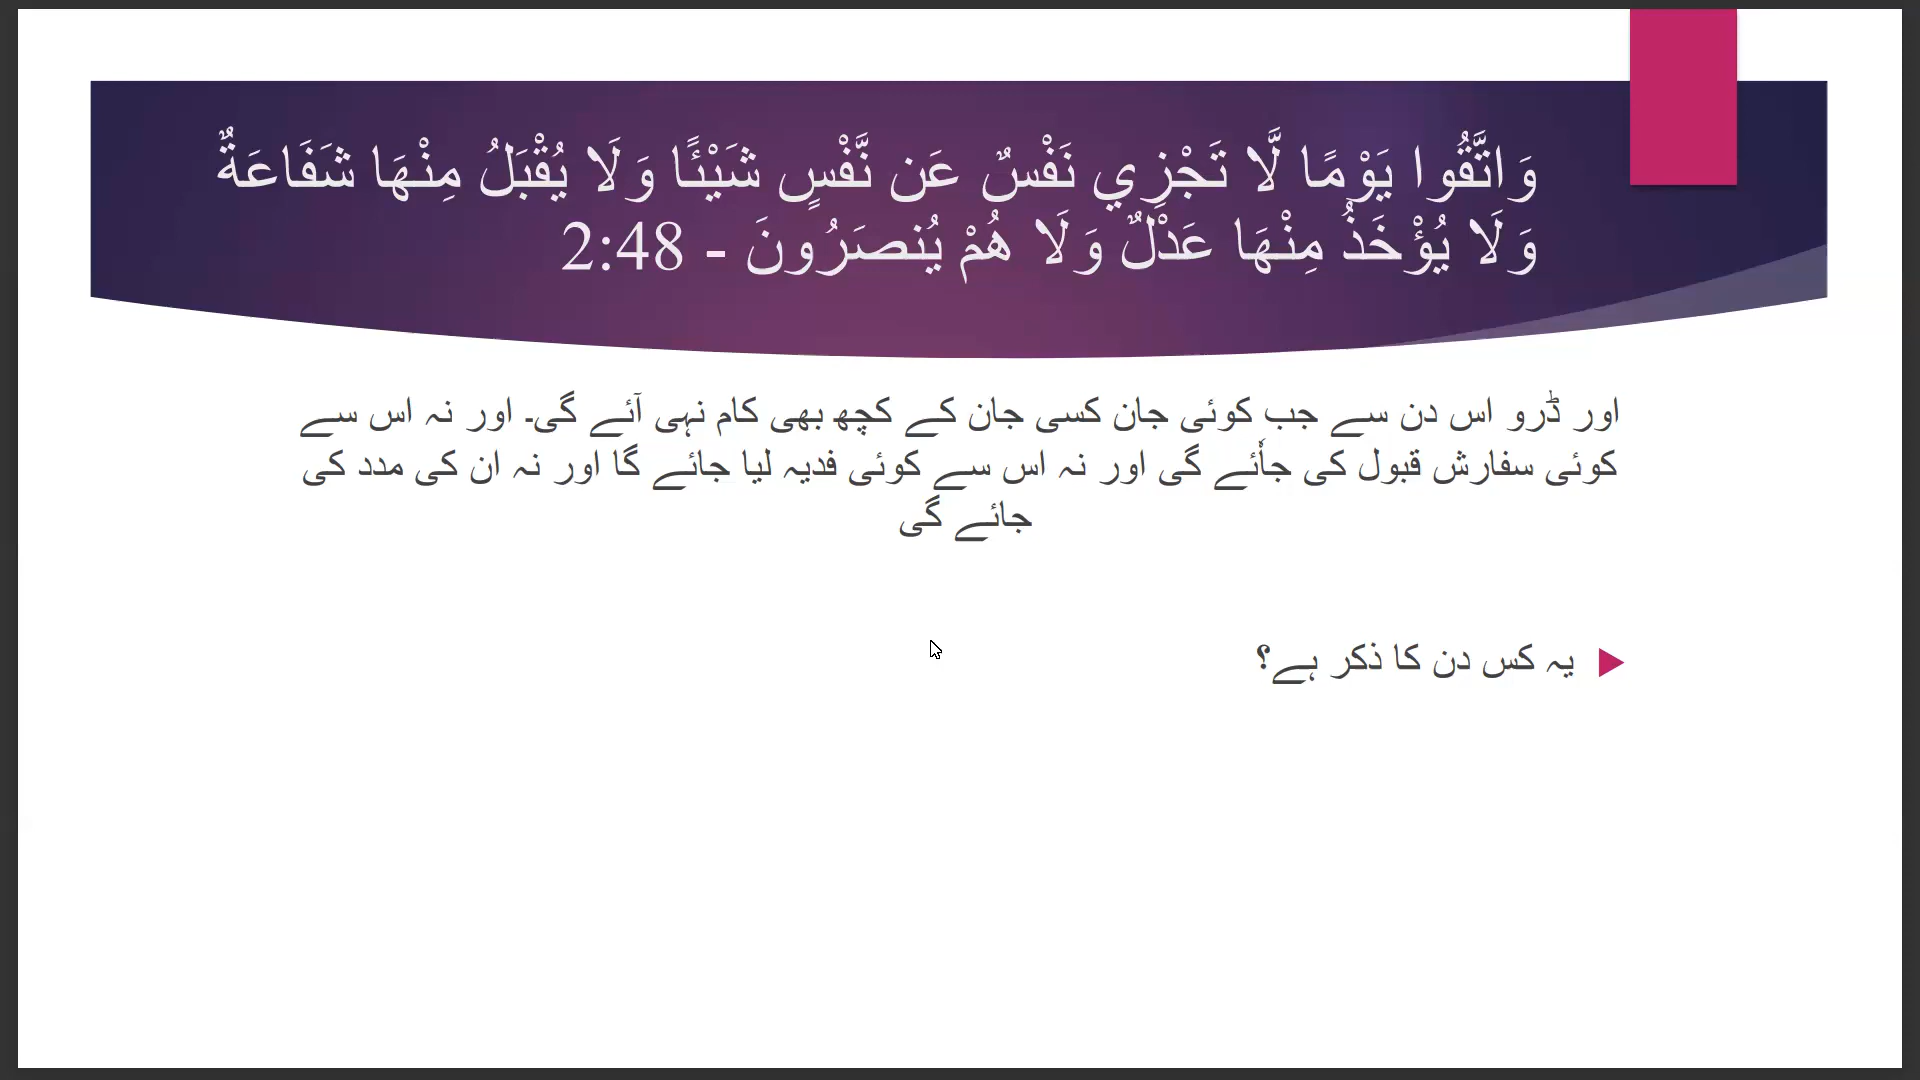 وَاتَّقُوا يَوْمًا لَّا تَجْزِي نَفْسٌ عَن نَّفْسٍ شَيْئًا وَلَا يُقْبَلُ مِنْهَا شَفَاعَةٌ
وَلَا يُؤْخَذُ مِنْهَا عَدْلٌ وَلَا هُمْ يُنصَرُونَ - 2:48
اور ڈرو اس دن سے جب کوئی جان کسی جان کے کچھ بھی کام نہی آئے گی۔ اور نہ اس سے
کوئی سفارش قبول کی جاٗئے گی اور نہ اس سے کوئی فدیہ لیا جائے گا اور نہ ان کی مدد کی
جائے گی
یہ کس دن کا ذکر ہے؟